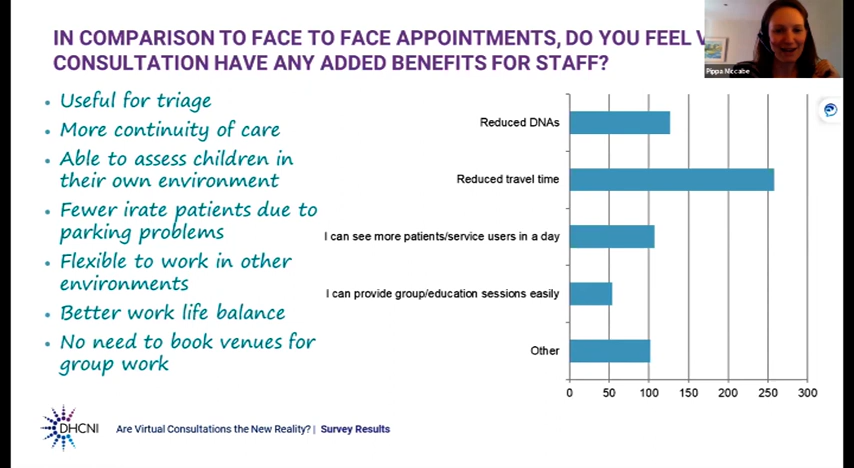 IN COMPARISON TO FACE TO FACE APPOINTMENTS, DO YOU FEEL
CONSULTATION HAVE ANY ADDED BENEFITS FOR STAFF?
Pippa Mccabe
• Useful for triage
• More continuity of care
• Able to assess children in
their own environment
• Fewer irate patients due to
parking problems
• Flexible to work in other
environments
• Better work life balance
• No need to book venues for
group work
Reduced DNAs
Reduced travel time
I can see more patients/service users in a day
I can provide group/education sessions easily
Other
0 50 100 150 200 250 300
DHCNI
Are Virtual Consultations the New Reality? | Survey Results